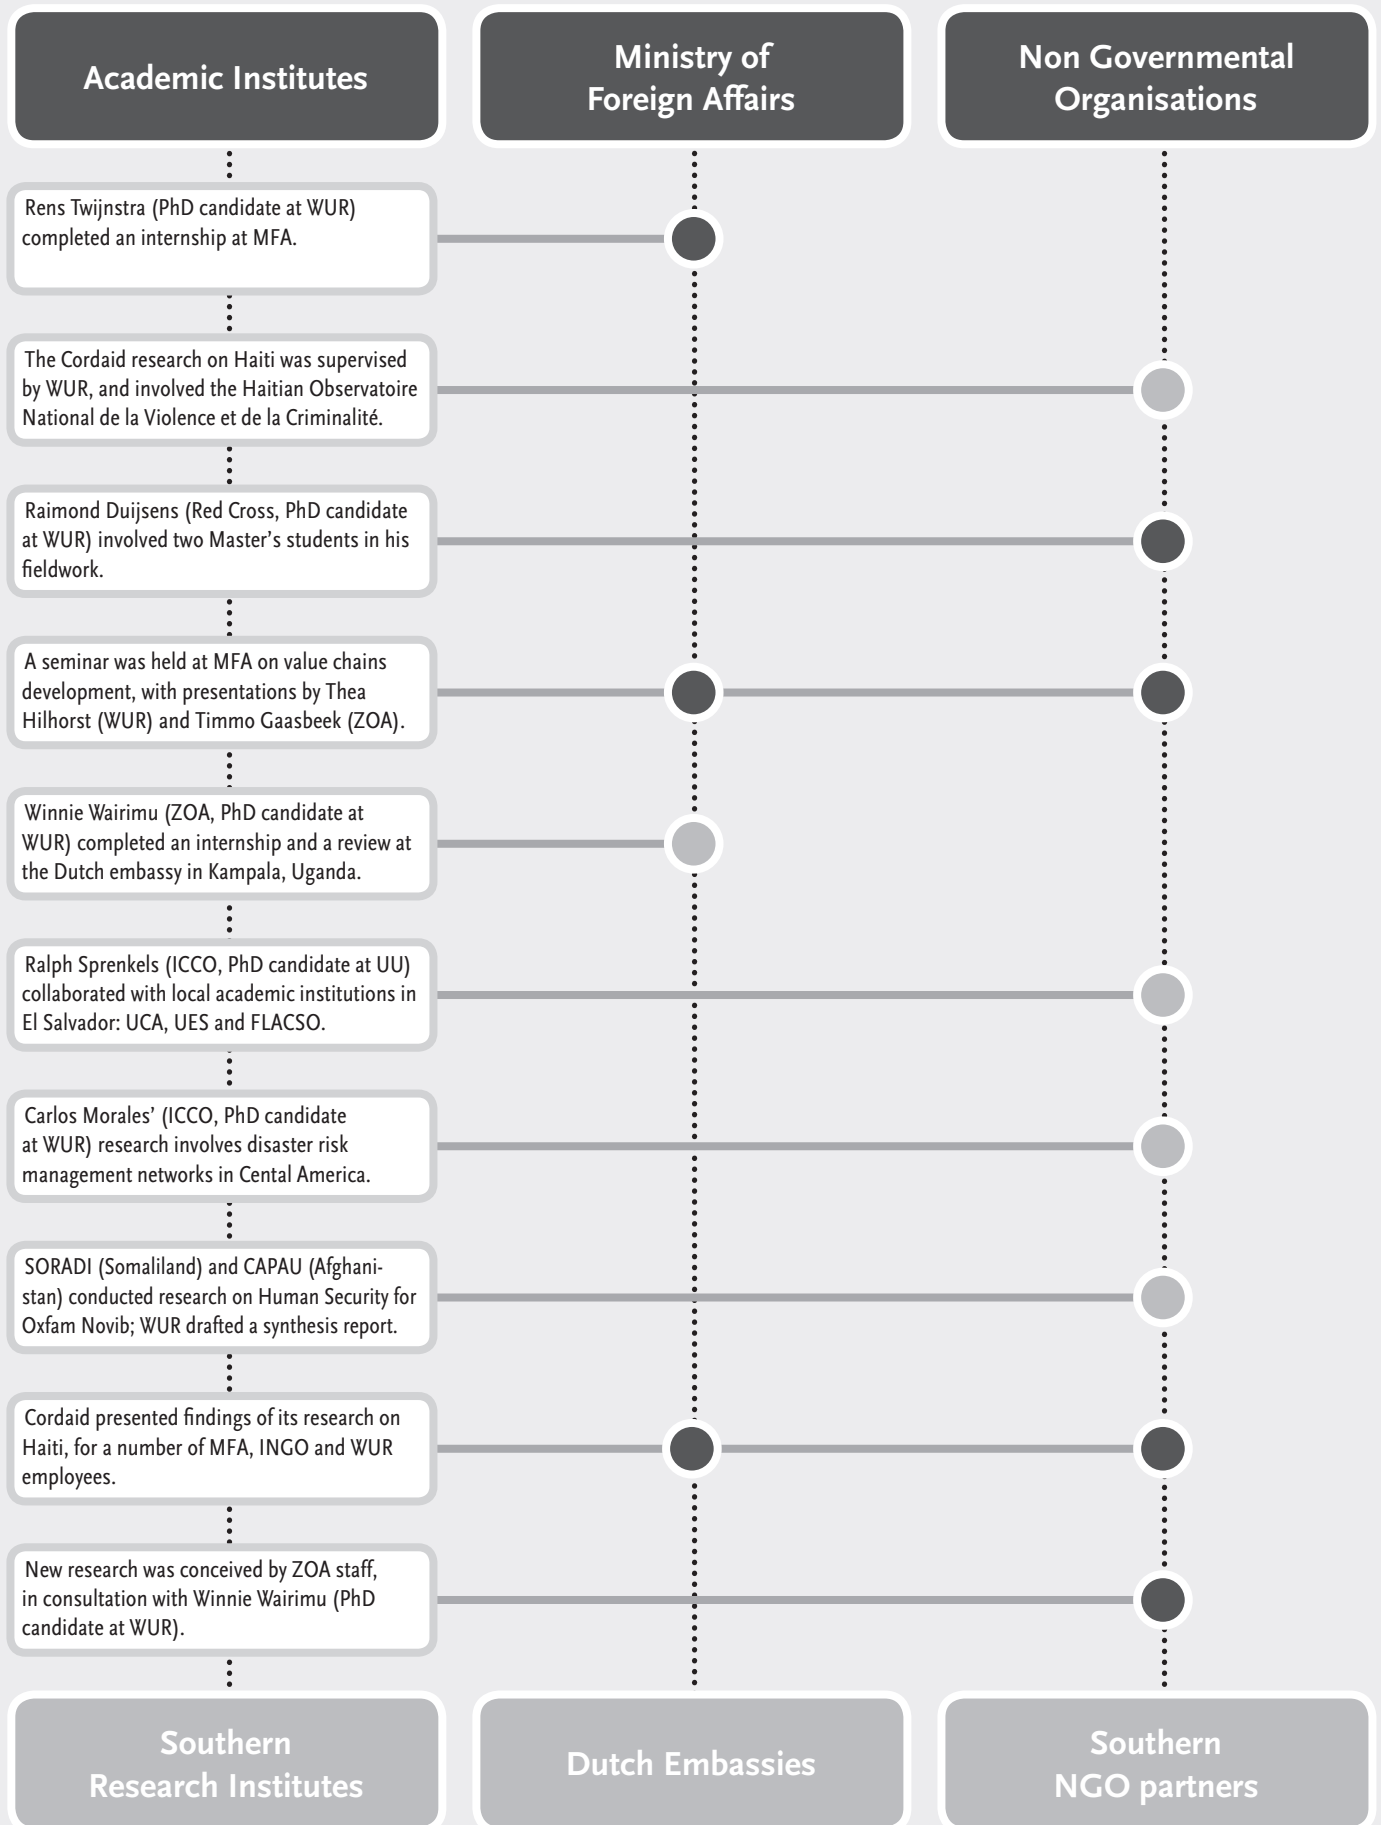 Academic Institutes
Ministry of
Foreign Affairs
Non Governmental
Organisations
Rens Twijnstra (PhD candidate at WUR)
completed an internship at MFA.
The Cordaid research on Haiti was supervised
by WUR, and involved the Haitian Observatoire
National de la Violence et de la Criminalité.
Raimond Duijsens (Red Cross, PhD candidate
at WUR) involved two Master's students in his
fieldwork.
A seminar was held at MFA on value chains
development, with presentations by Thea
Hilhorst (WUR) and Timmo Gaasbeek (ZOA).
Winnie Wairimu (ZOA, PhD candidate at
WUR) completed an internship and a review at
the Dutch embassy in Kampala, Uganda.
Ralph Sprenkels (ICCO, PhD candidate at UU)
collaborated with local academic institutions in
El Salvador: UCA, UES and FLACSO.
Carlos Morales' (ICCO, PhD candidate
at WUR) research involves disaster risk
management networks in Cental America.
SORADI (Somaliland) and CAPAU (Afghani-
stan) conducted research on Human Security for
Oxfam Novib; WUR drafted a synthesis report.
Cordaid presented findings of its research on
Haiti, for a number of MFA, INGO and WUR
employees.
New research was conceived by ZOA staff,
in consultation with Winnie Wairimu (PhD
candidate at WUR).
Southern
Research Institutes
Dutch Embassies
Southern
NGO partners